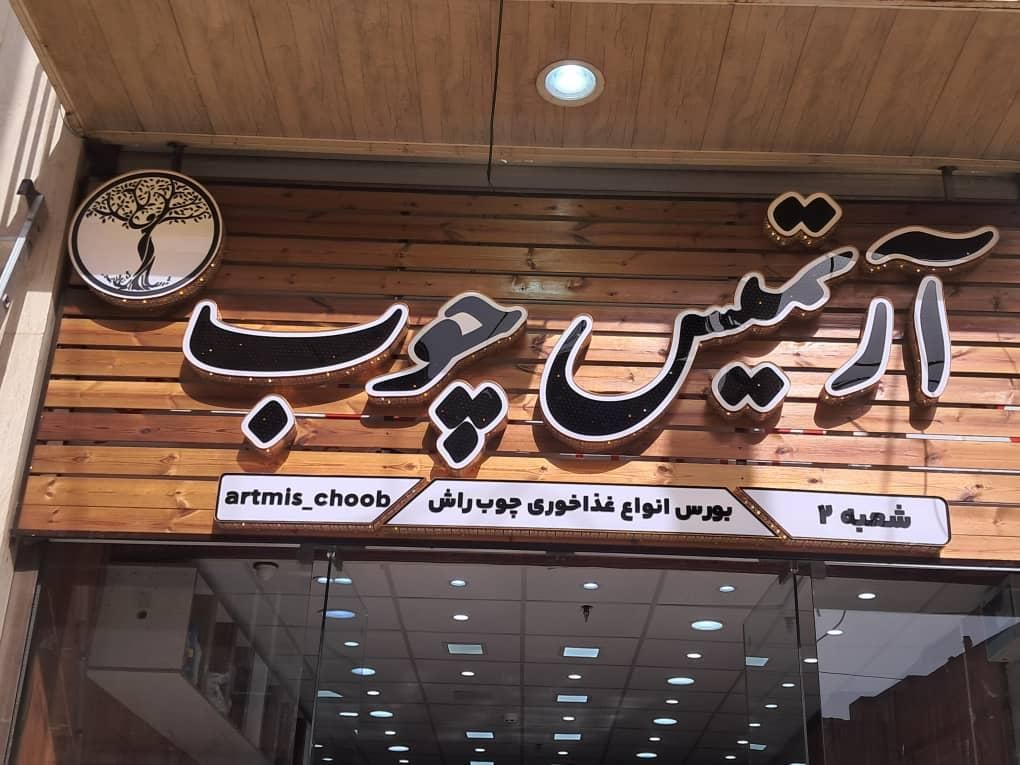 آرتمیس چوب
شعبه ۲ بورس انواع غذاخوری چوب راش artmis_choob